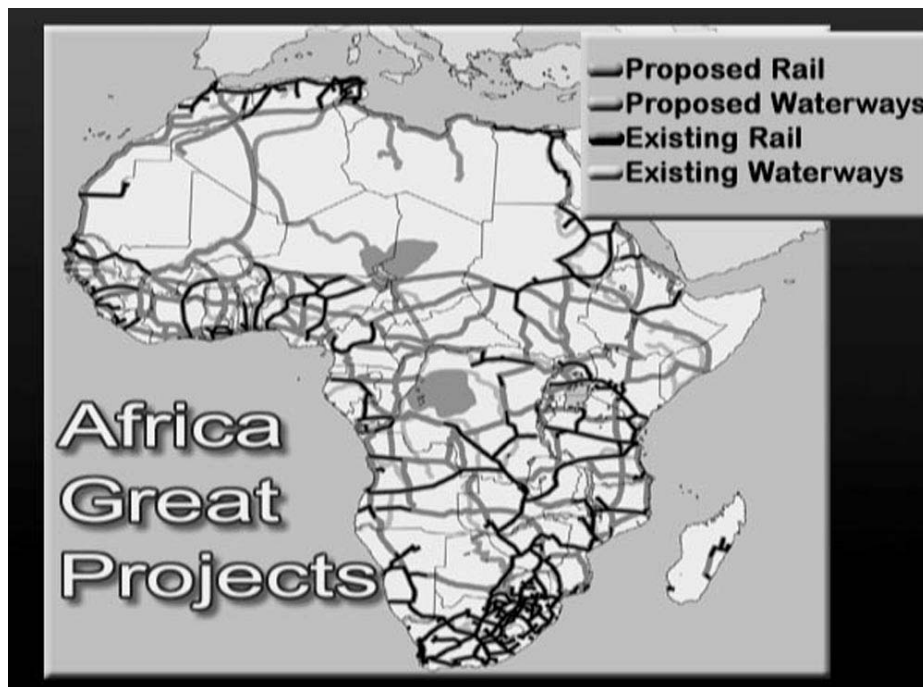 Proposed Rail
Proposed Waterways
Existing Rail
Existing Waterways
Africa
Great
Projects